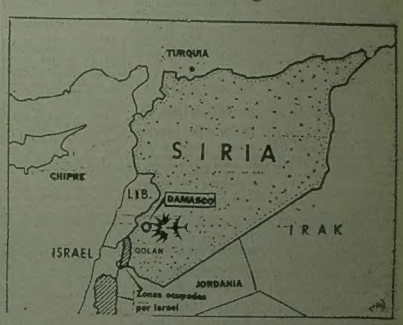 TURQUIA
SIRIA
CHIPRE
LIB.
DAMASCO
IRAK
ISRAEL
GOLAN
JORDANIA
Zonas ocupadas
por Israel